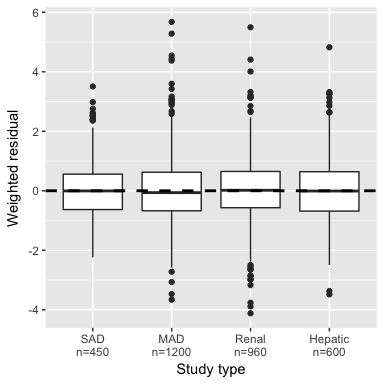 Weighted residual
6
4
2
0
-2
-4
SAD MAD Renal Hepatic
n=450 n=1200 n=960 n=600
Study type